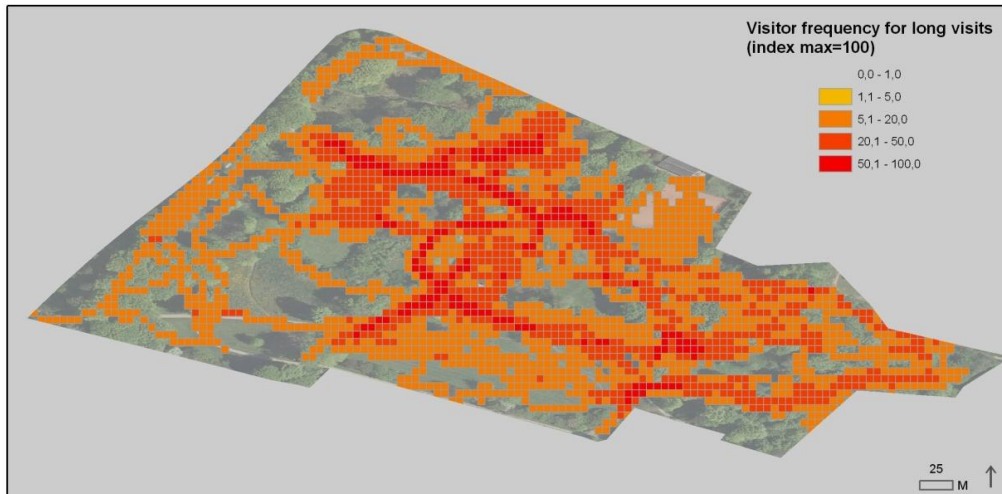 Visitor frequency for long visits
(index max=100)
0,0 - 1,0
1,1 - 5,0
5,1 - 20,0
20,1 - 50,0
50,1 - 100,0
25
M